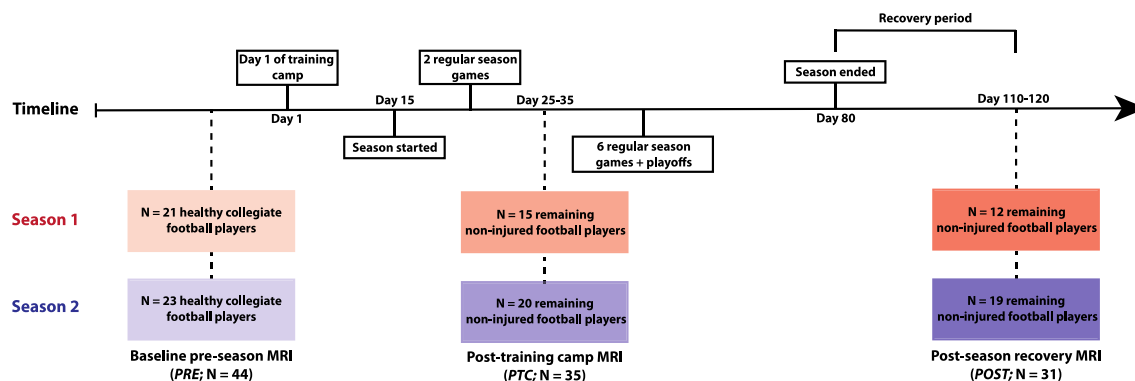 Recovery period
Day 1 of training
camp
2 regular season
games
Season ended
Timeline
Day 15
Day 25-35
Day 110-120
Day 1
Day 80
Season started
6 regular season
games + playoffs
Season 1
N = 21 healthy collegiate
football players
N = 15 remaining
non-injured football players
N = 12 remaining
non-injured football players
Season 2
N = 23 healthy collegiate
football players
N = 20 remaining
non-injured football players
N = 19 remaining
non-injured football players
Baseline pre-season MRI
(PRE; N = 44)
Post-training camp MRI
(PTC; N = 35)
Post-season recovery MRI
(POST; N = 31)